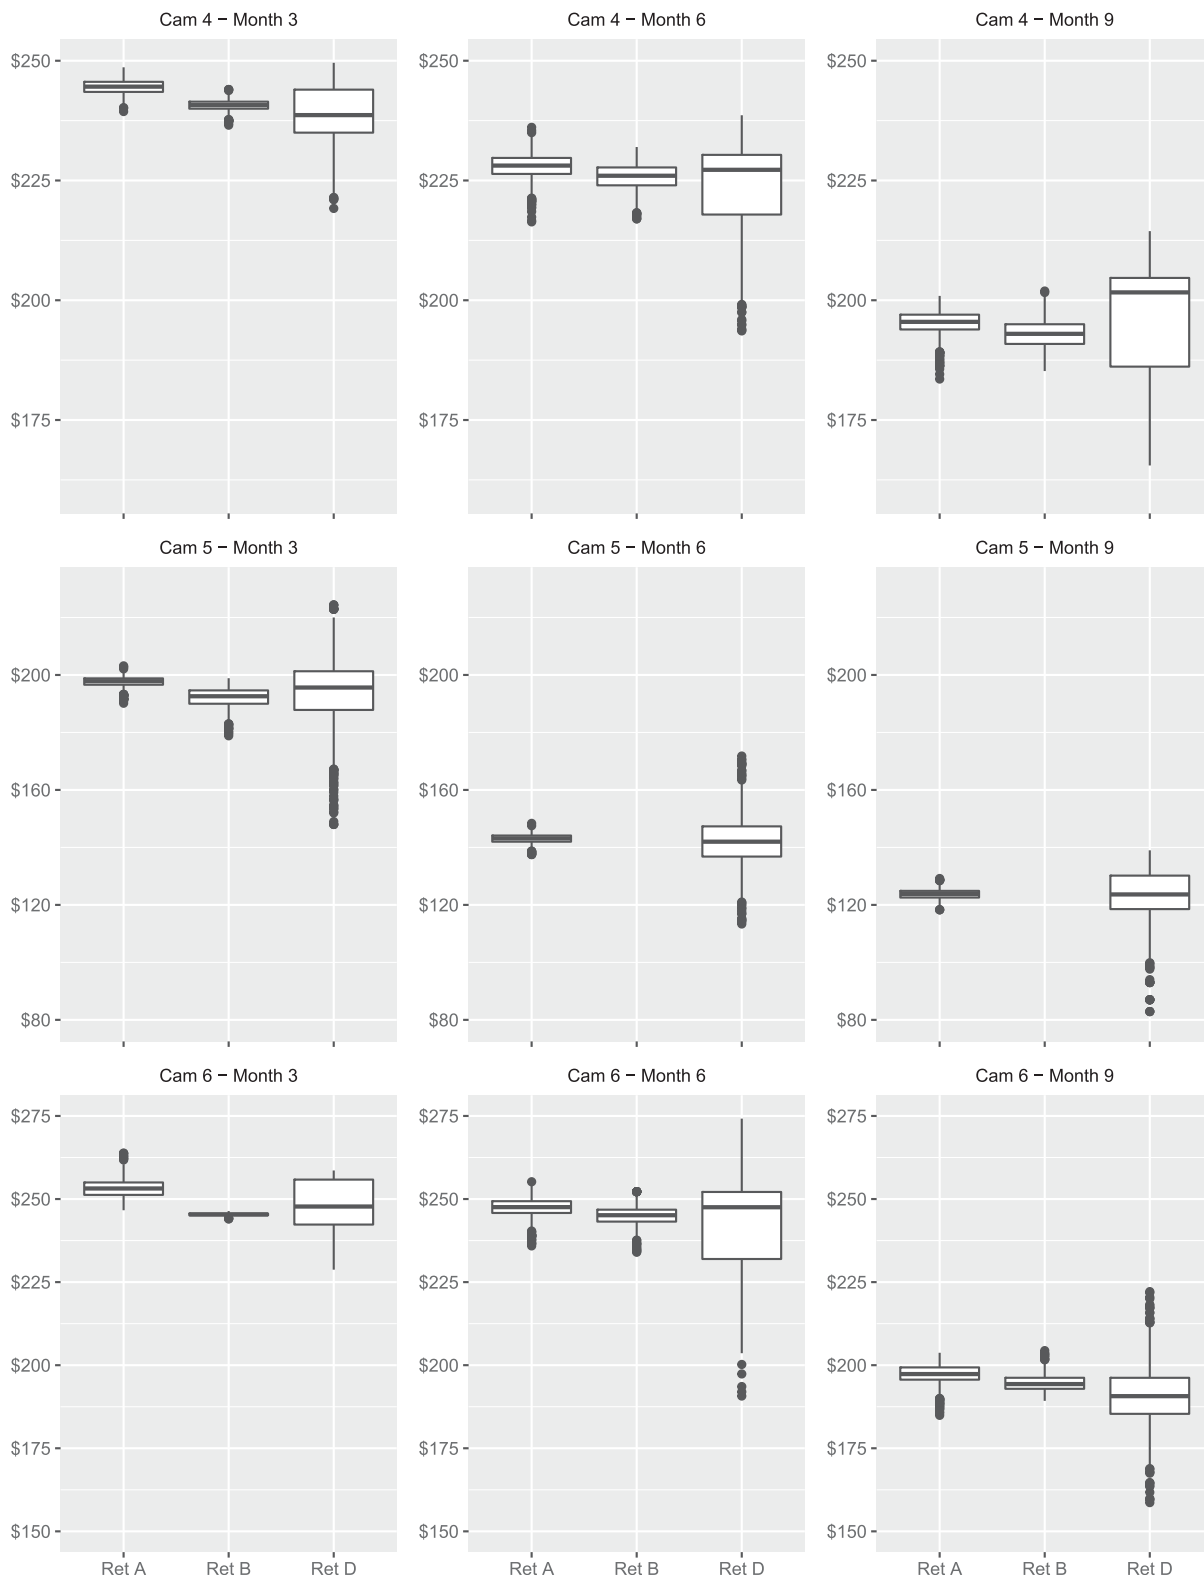 Cam 4 − Month 3 Cam 4 − Month 6 Cam 4 − Month 9
$250 $250 $250
$225 $225 $225
$200 $200 $200
$175 $175 $175
Cam 5 − Month 3 Cam 5 − Month 6 Cam 5 − Month 9
$200 $200 $200
$160 $160 $160
$120 $120 $120
$80 $80 $80
Cam 6 − Month 3 Cam 6 − Month 6 Cam 6 − Month 9
$275 $275 $275
$250 $250 $250
$225 $225 $225
$200 $200 $200
$175 $175 $175
$150 $150 $150
Ret A Ret B Ret D Ret A Ret B Ret D Ret A Ret B Ret D